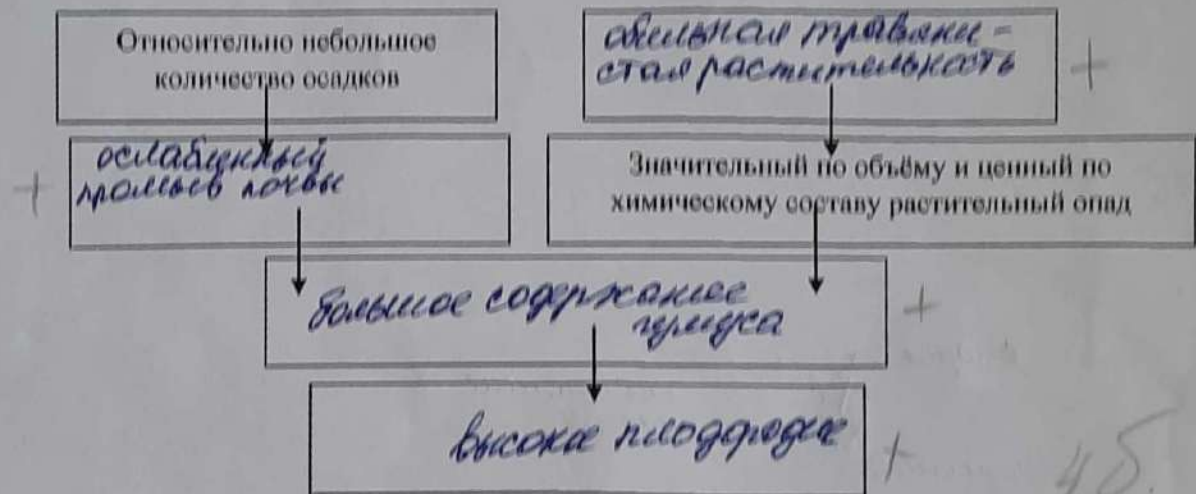 Относительно небольшое
количество осадков
обильная травяни-
стая растительность
+
+
ослабленный
промыв почвы
Значительный по объёму и ценный по
химическому составу растительный опад
большое содержание
гумуса
+
высокое плодородие
+
4 б.